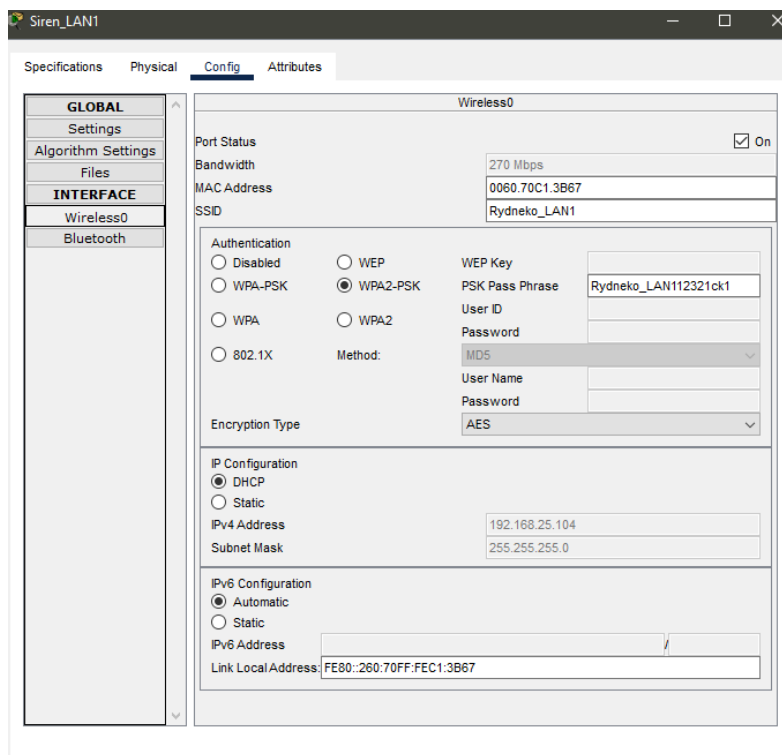 Siren_LAN1
Specifications Physical Config Attributes
GLOBAL
Settings
Algorithm Settings
Files
INTERFACE
Wireless0
Bluetooth
Wireless0
Port Status On
Bandwidth 270 Mbps
MAC Address 0060.70C1.3B67
SSID Rydneko_LAN1
Authentication
Disabled WEP WEP Key
WPA-PSK WPA2-PSK PSK Pass Phrase Rydneko_LAN112321ck1
User ID
WPA WPA2
Password
802.1X Method: MD5
User Name
Password
Encryption Type AES
IP Configuration
DHCP
Static
IPv4 Address 192.168.25.104
Subnet Mask 255.255.255.0
IPv6 Configuration
Automatic
Static
IPv6 Address /
Link Local Address: FE80::260:70FF:FEC1:3B67